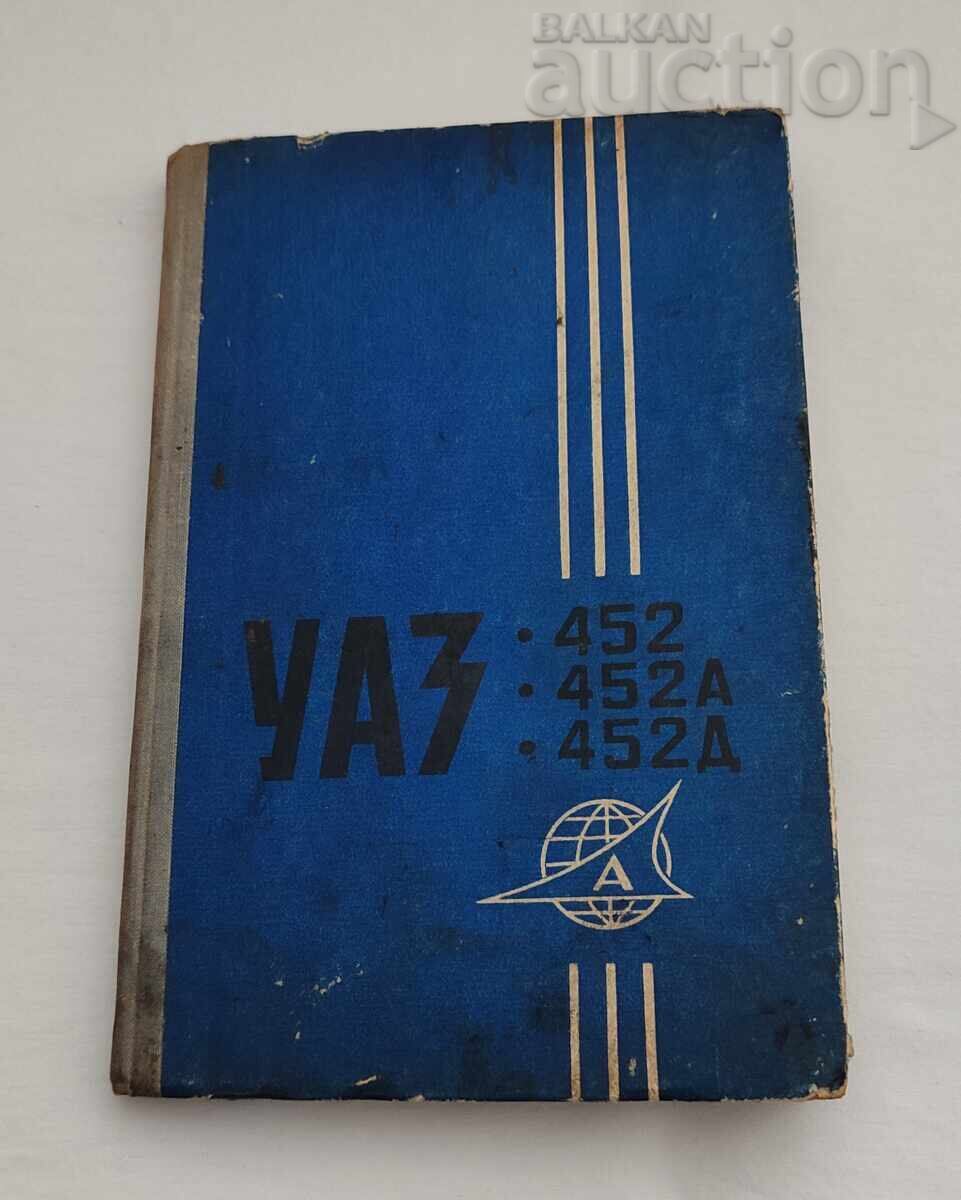 BALKAN
auction
УАЗ · 452
· 452А
· 452Д
А